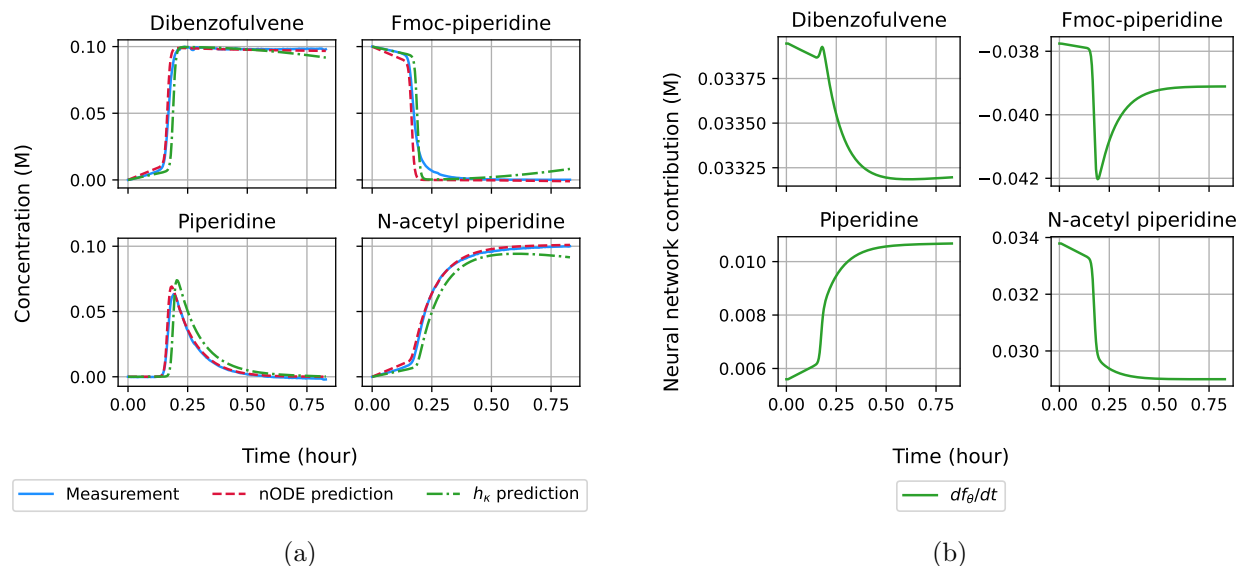 Dibenzofulvene
Fmoc-piperidine
0.10
0.05
0.00
Piperidine
N-acetyl piperidine
0.10
0.05
0.00
0.00 0.25 0.50 0.75
0.00 0.25 0.50 0.75
Concentration (M)
Time (hour)
Measurement
nODE prediction
hκ prediction
(a)
Dibenzofulvene
Fmoc-piperidine
0.03375
0.03350
0.03325
−0.038
−0.040
−0.042
Piperidine
N-acetyl piperidine
0.010
0.008
0.006
0.034
0.032
0.030
0.00 0.25 0.50 0.75
0.00 0.25 0.50 0.75
Neural network contribution (M)
Time (hour)
dfθ/dt
(b)